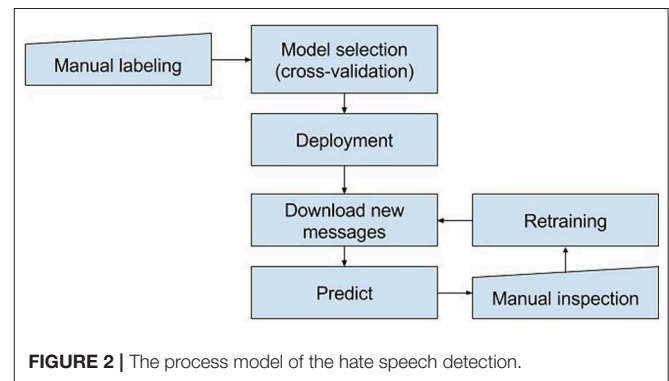 Manual labeling
Model selection
(cross-validation)
Deployment
Download new
messages
Retraining
Predict
Manual inspection
FIGURE 2 | The process model of the hate speech detection.